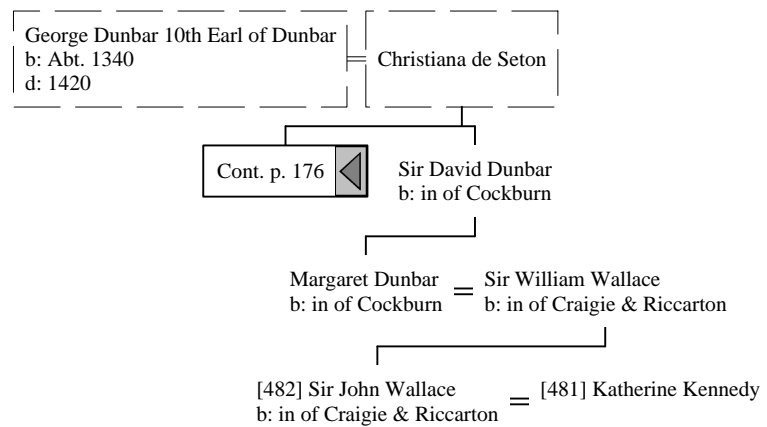 George Dunbar 10th Earl of Dunbar
b: Abt. 1340
d: 1420
=
Christiana de Seton
Cont. p. 176
Sir David Dunbar
b: in of Cockburn
Margaret Dunbar
b: in of Cockburn
=
Sir William Wallace
b: in of Craigie & Riccarton
[482] Sir John Wallace
b: in of Craigie & Riccarton
=
[481] Katherine Kennedy